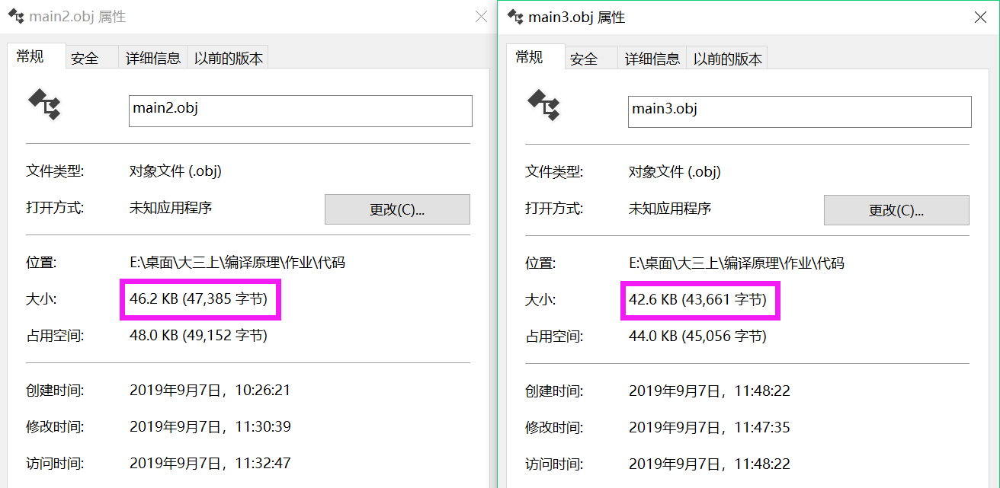 main2.obj 属性
常规 安全 详细信息 以前的版本
main2.obj
文件类型: 对象文件 (.obj)
打开方式: 未知应用程序 更改(C)...
位置: E:\桌面\大三上\编译原理\作业\代码
大小: 46.2 KB (47,385 字节)
占用空间: 48.0 KB (49,152 字节)
创建时间: 2019年9月7日，10:26:21
修改时间: 2019年9月7日，11:30:39
访问时间: 2019年9月7日，11:32:47
main3.obj 属性
常规 安全 详细信息 以前的版本
main3.obj
文件类型: 对象文件 (.obj)
打开方式: 未知应用程序 更改(C)...
位置: E:\桌面\大三上\编译原理\作业\代码
大小: 42.6 KB (43,661 字节)
占用空间: 44.0 KB (45,056 字节)
创建时间: 2019年9月7日，11:48:22
修改时间: 2019年9月7日，11:47:35
访问时间: 2019年9月7日，11:48:22